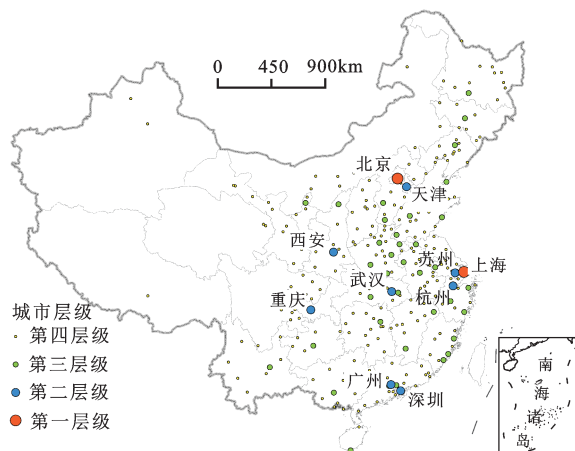 0 450 900km
北京
天津
西安
苏州
上海
武汉
杭州
重庆
城市层级
第四层级
第三层级
第二层级
第一层级
广州
深圳
南
海
诸
岛